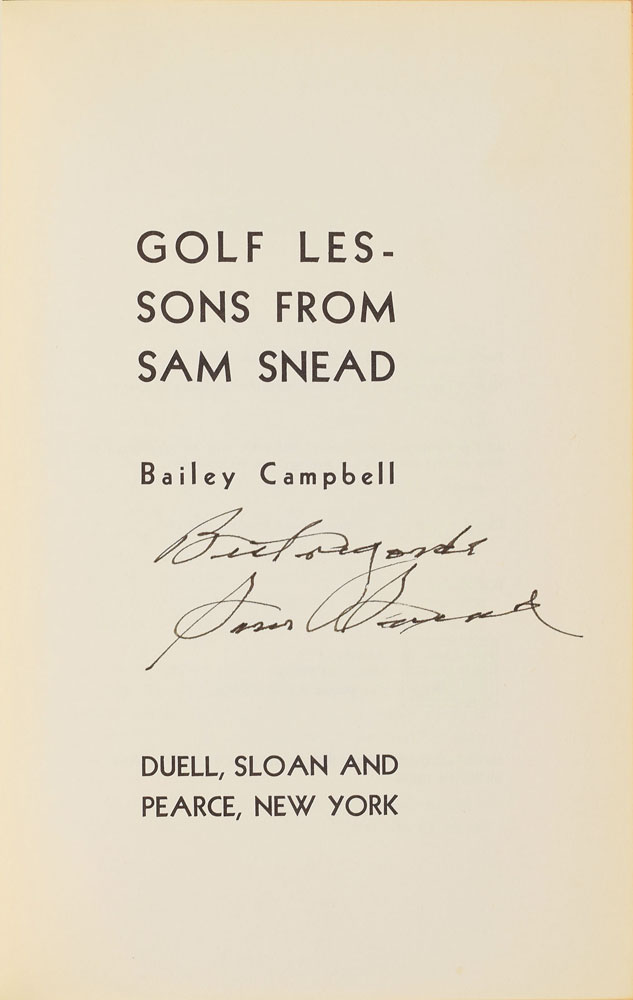 GOLF LES-
SONS FROM
SAM SNEAD
Bailey Campbell
Best regards
Sam Snead
DUELL, SLOAN AND
PEARCE, NEW YORK